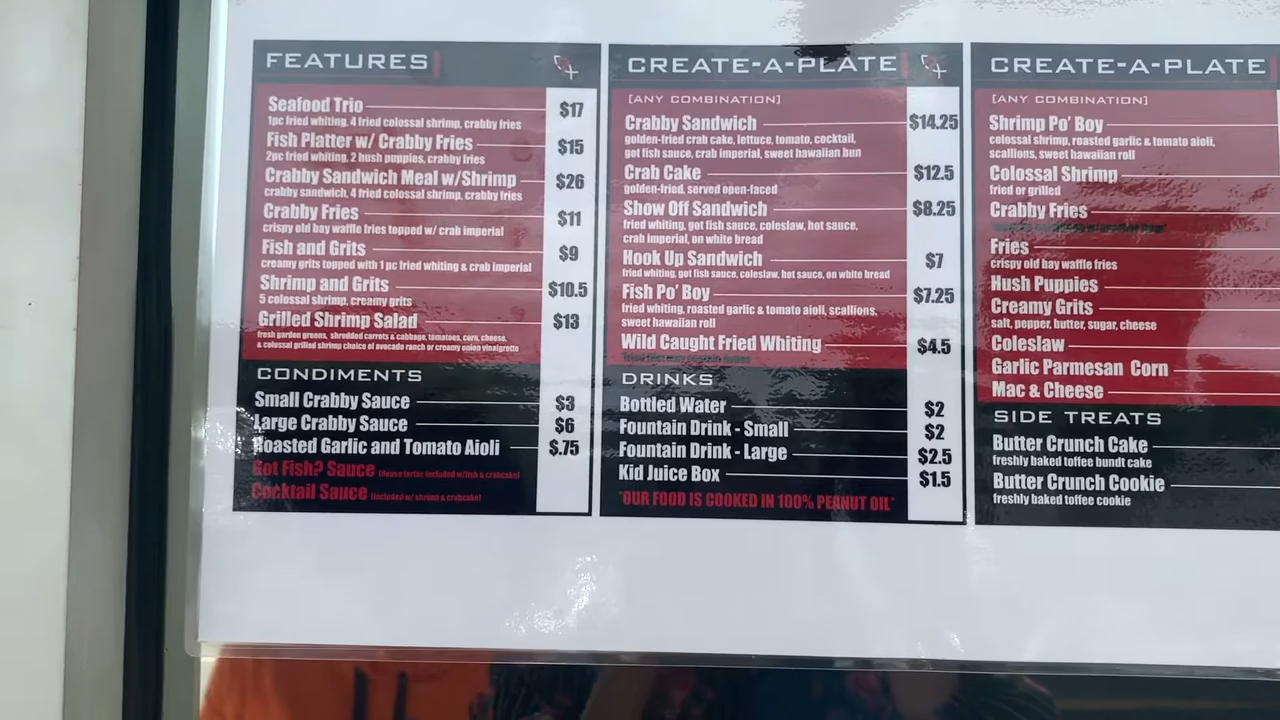 FEATURES
Seafood Trio $17
1pc fried whiting, 4 fried colossal shrimp, crabby fries
Fish Platter w/ Crabby Fries $15
2pc fried whiting, 2 hush puppies, crabby fries
Crabby Sandwich Meal w/Shrimp $26
crabby sandwich, 4 fried colossal shrimp, crabby fries
Crabby Fries $11
crispy old bay waffle fries topped w/ crab imperial
Fish and Grits $9
creamy grits topped with 1 pc fried whiting & crab imperial
Shrimp and Grits $10.5
5 colossal shrimp, creamy grits
Grilled Shrimp Salad $13
fresh garden greens, shredded carrots & cabbage, tomatoes, corn, cheese,
& colossal grilled shrimp choice of avocado ranch or creamy onion vinaigrette
CONDIMENTS
Small Crabby Sauce $3
Large Crabby Sauce $6
Roasted Garlic and Tomato Aioli $.75
Got Fish? Sauce (House tartar included w/fish & crabcake)
Cocktail Sauce (included w/ shrimp & crabcake)
CREATE-A-PLATE
[ANY COMBINATION]
Crabby Sandwich $14.25
golden-fried crab cake, lettuce, tomato, cocktail,
got fish sauce, crab imperial, sweet hawaiian bun
Crab Cake $12.5
golden-fried, served open-faced
Show Off Sandwich $8.25
fried whiting, got fish sauce, coleslaw, hot sauce,
crab imperial, on white bread
Hook Up Sandwich $7
fried whiting, got fish sauce, coleslaw, hot sauce, on white bread
Fish Po' Boy $7.25
fried whiting, roasted garlic & tomato aioli, scallions,
sweet hawaiian roll
Wild Caught Fried Whiting $4.5
DRINKS
Bottled Water $2
Fountain Drink - Small $2
Fountain Drink - Large $2.5
Kid Juice Box $1.5
*OUR FOOD IS COOKED IN 100% PEANUT OIL*
CREATE-A-PLATE
[ANY COMBINATION]
Shrimp Po' Boy
colossal shrimp, roasted garlic & tomato aioli,
scallions, sweet hawaiian roll
Colossal Shrimp
fried or grilled
Crabby Fries
Fries
crispy old bay waffle fries
Hush Puppies
Creamy Grits
salt, pepper, butter, sugar, cheese
Coleslaw
Garlic Parmesan Corn
Mac & Cheese
SIDE TREATS
Butter Crunch Cake
freshly baked toffee bundt cake
Butter Crunch Cookie
freshly baked toffee cookie